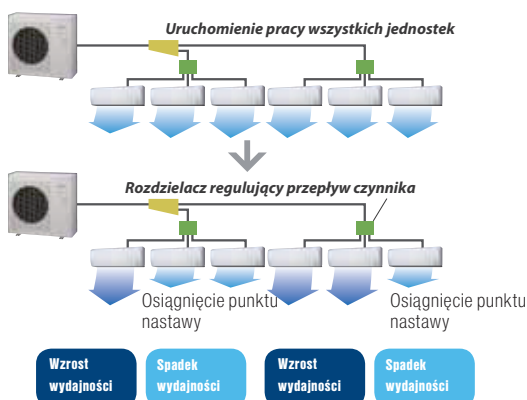 Uruchomienie pracy wszystkich jednostek
Rozdzielacz regulujący przepływ czynnika
Osiągnięcie punktu
nastawy
Osiągnięcie punktu
nastawy
Wzrost
wydajności
Spadek
wydajności
Wzrost
wydajności
Spadek
wydajności